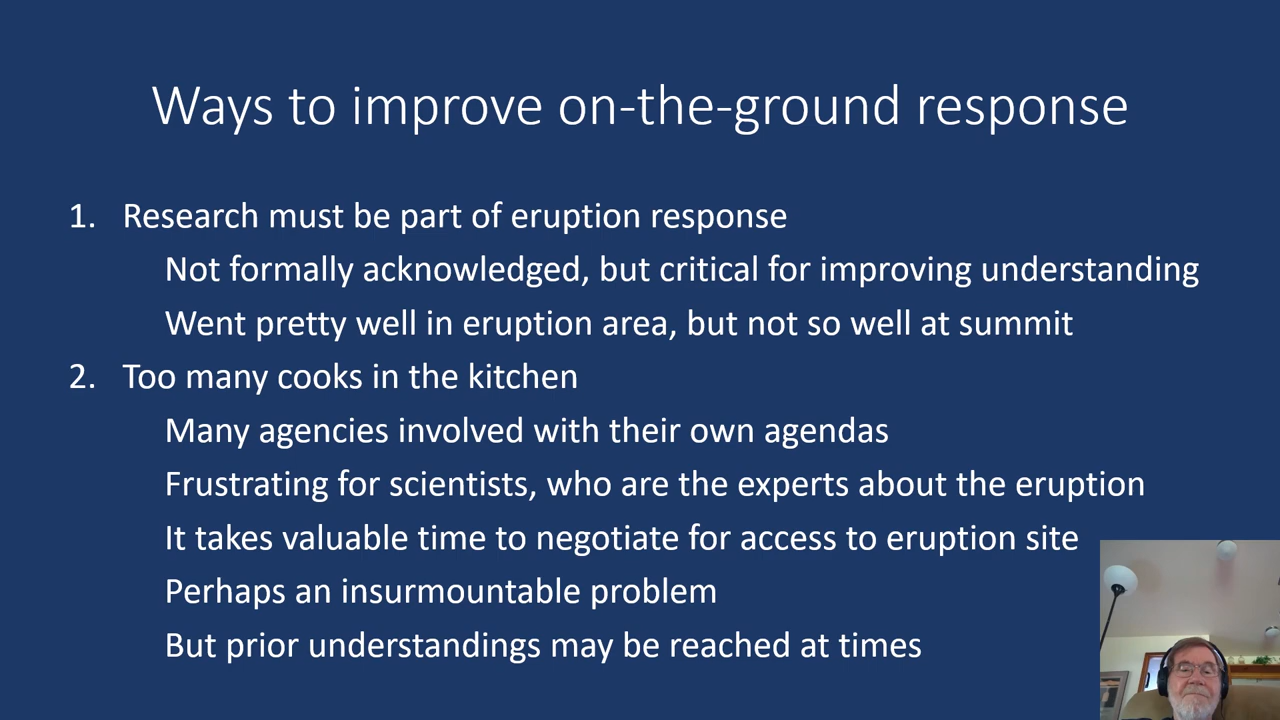 Ways to improve on-the-ground response
1. Research must be part of eruption response
Not formally acknowledged, but critical for improving understanding
Went pretty well in eruption area, but not so well at summit
2. Too many cooks in the kitchen
Many agencies involved with their own agendas
Frustrating for scientists, who are the experts about the eruption
It takes valuable time to negotiate for access to eruption site
Perhaps an insurmountable problem
But prior understandings may be reached at times